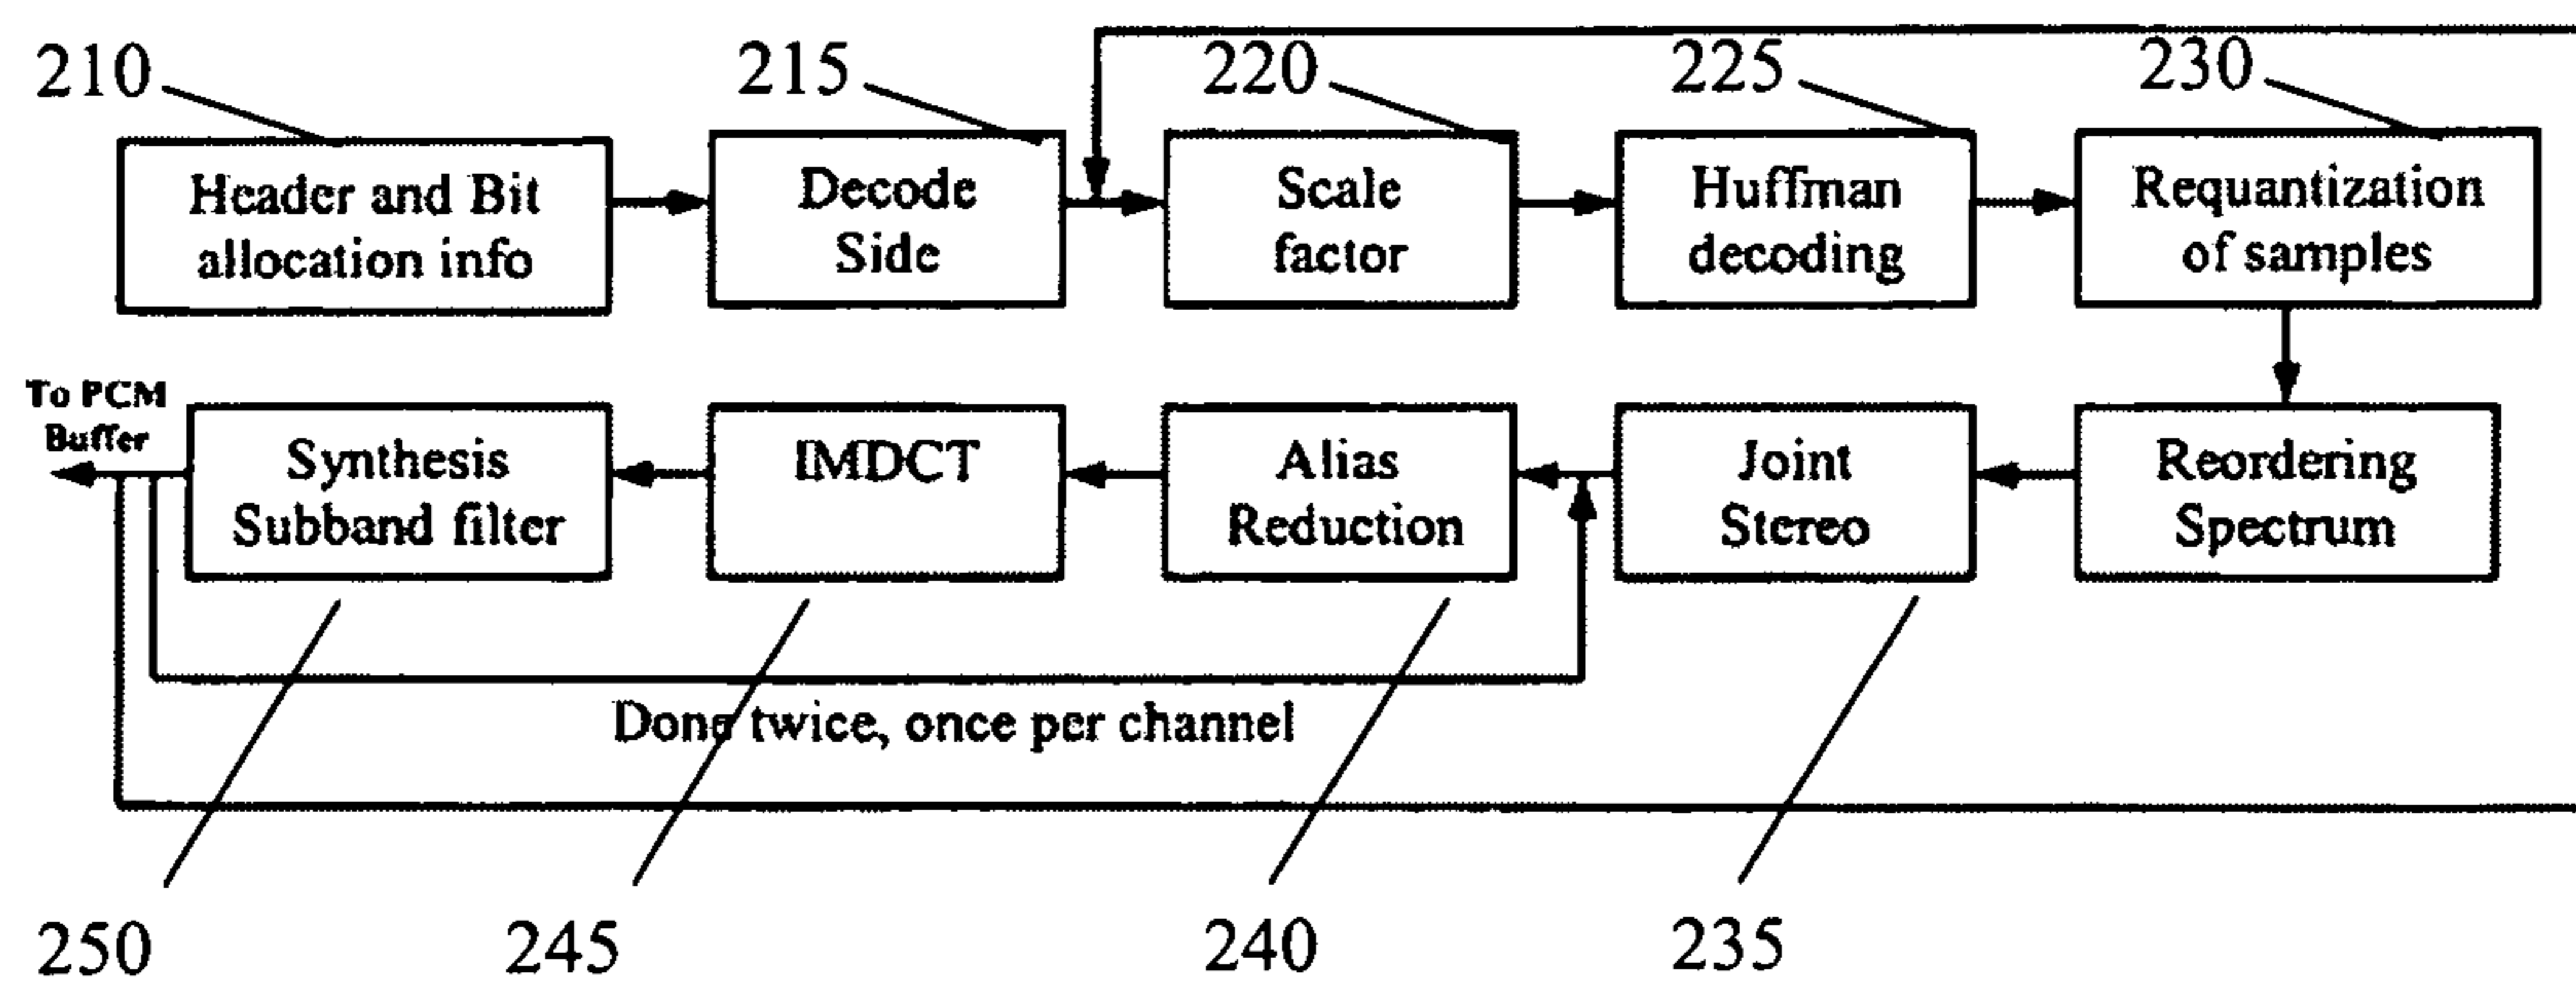 210
215
220
225
230
Header and Bit
allocation info
Decode
Side
Scale
factor
Huffman
decoding
Requantization
of samples
To PCM
Buffer
Synthesis
Subband filter
IMDCT
Alias
Reduction
Joint
Stereo
Reordering
Spectrum
Done twice, once per channel
250
245
240
235